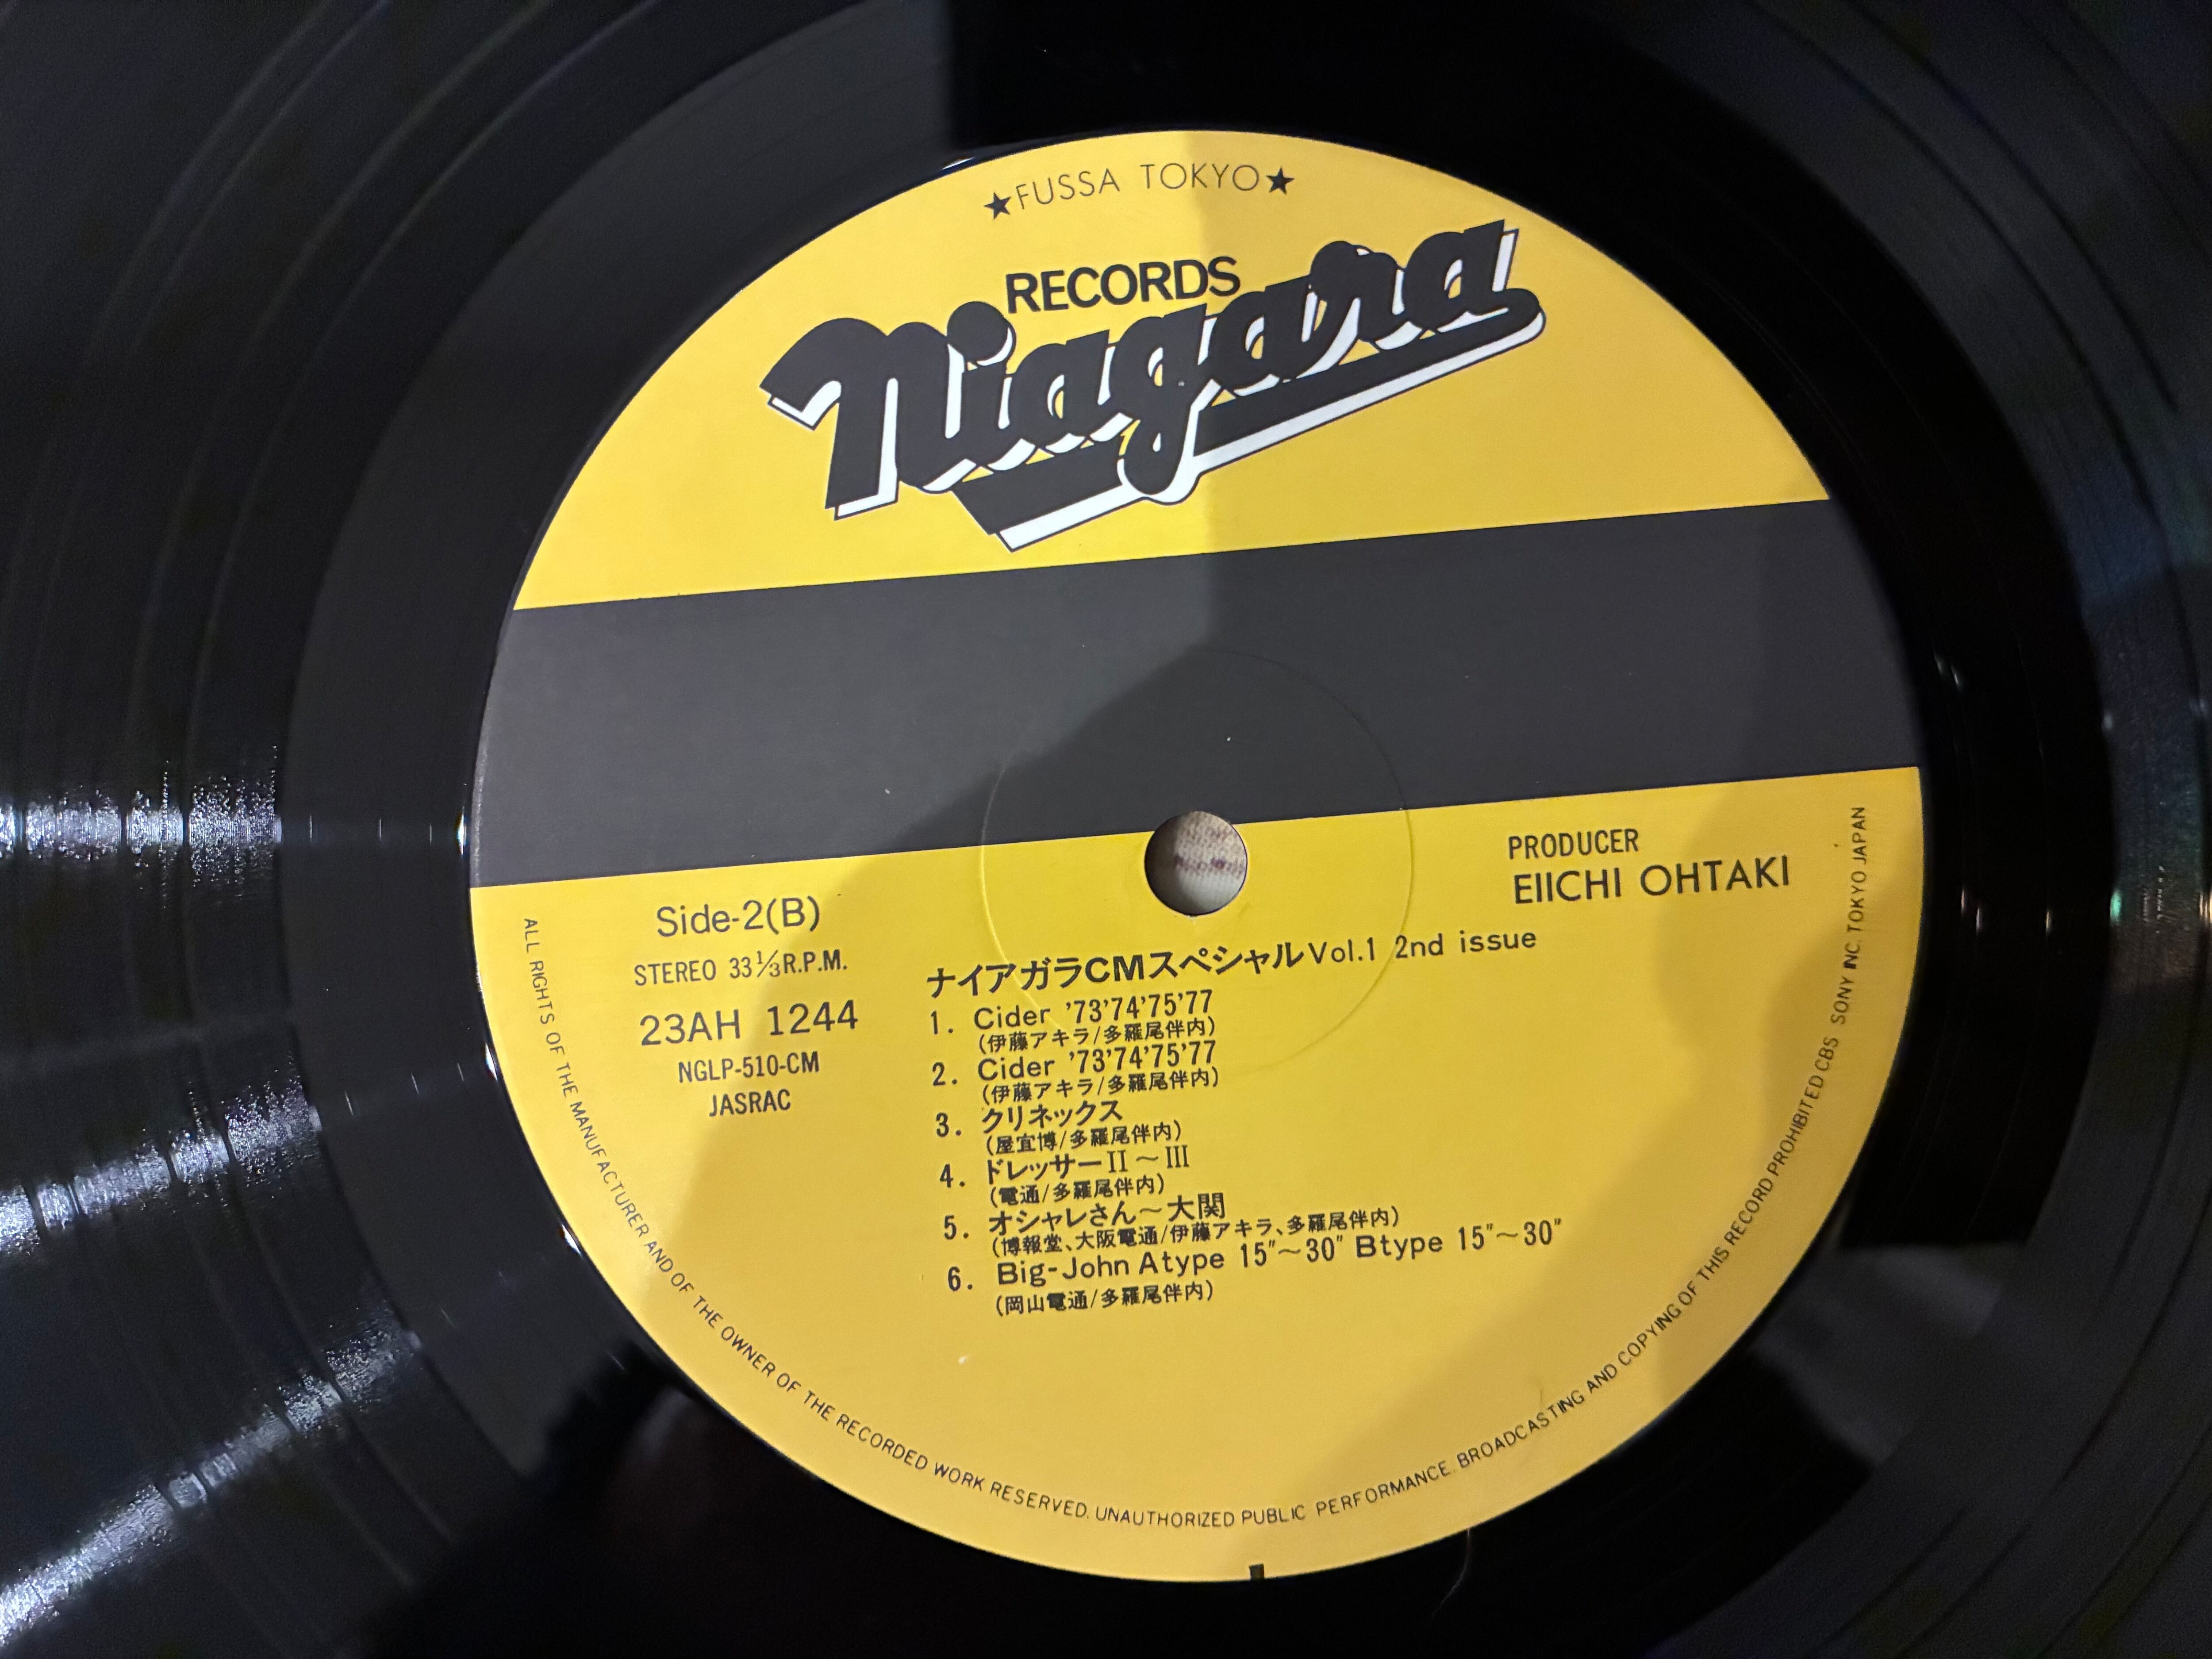 ★FUSSA TOKYO★
RECORDS
Niagara
PRODUCER
EIICHI OHTAKI
Side-2(B)
STEREO 33⅓R.P.M.
23AH 1244
NGLP-510-CM
JASRAC
ナイアガラCMスペシャルVol.1 2nd issue
1. Cider '73'74'75'77
(伊藤アキラ/多羅尾伴内)
2. Cider '73'74'75'77
(伊藤アキラ/多羅尾伴内)
3. クリネックス
(屋宜博/多羅尾伴内)
4. ドレッサーII～III
(電通/多羅尾伴内)
5. オシャレさん～大関
(博報堂、大阪電通/伊藤アキラ、多羅尾伴内)
6. Big-John Atype 15″～30″ Btype 15″～30″
(岡山電通/多羅尾伴内)
ALL RIGHTS OF THE MANUFACTURER AND OF THE OWNER OF THE RECORDED WORK RESERVED. UNAUTHORIZED PUBLIC PERFORMANCE. BROADCASTING AND COPYING OF THIS RECORD PROHIBITED CBS SONY INC. TOKYO JAPAN